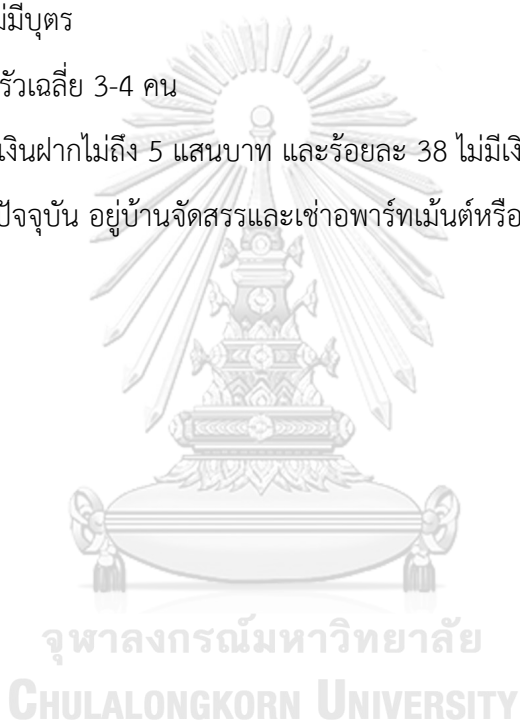 ม่มีบุตร
รัวเฉลี่ย 3-4 คน
เงินฝากไม่ถึง 5 แสนบาท และร้อยละ 38 ไม่มีเงิ
ปัจจุบัน อยู่บ้านจัดสรรและเช่าอพาร์ทเม้นต์หรือ
จุฬาลงกรณ์มหาวิทยาลัย
CHULALONGKORN UNIVERSITY